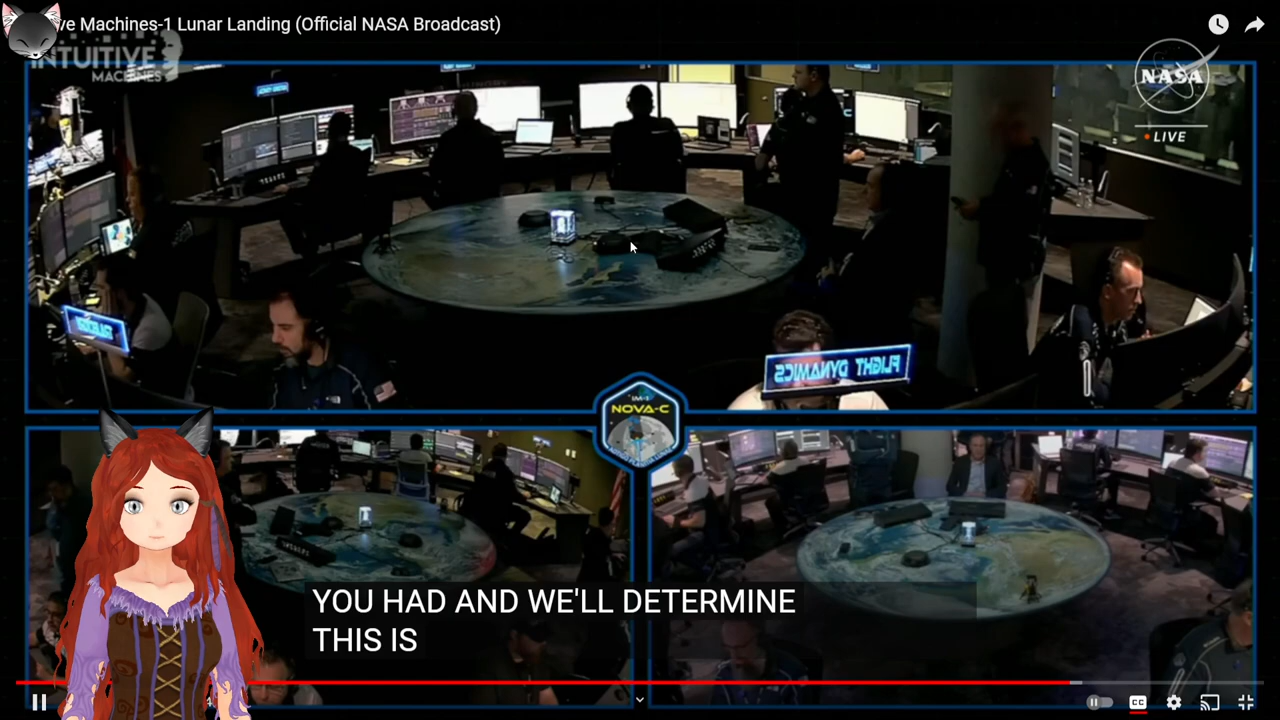 ve Machines-1 Lunar Landing (Official NASA Broadcast)
INTUITIVE
MACHINES
NASA
LIVE
FLIGHT DYNAMICS
IM-1
NOVA-C
YOU HAD AND WE'LL DETERMINE
THIS IS
CC